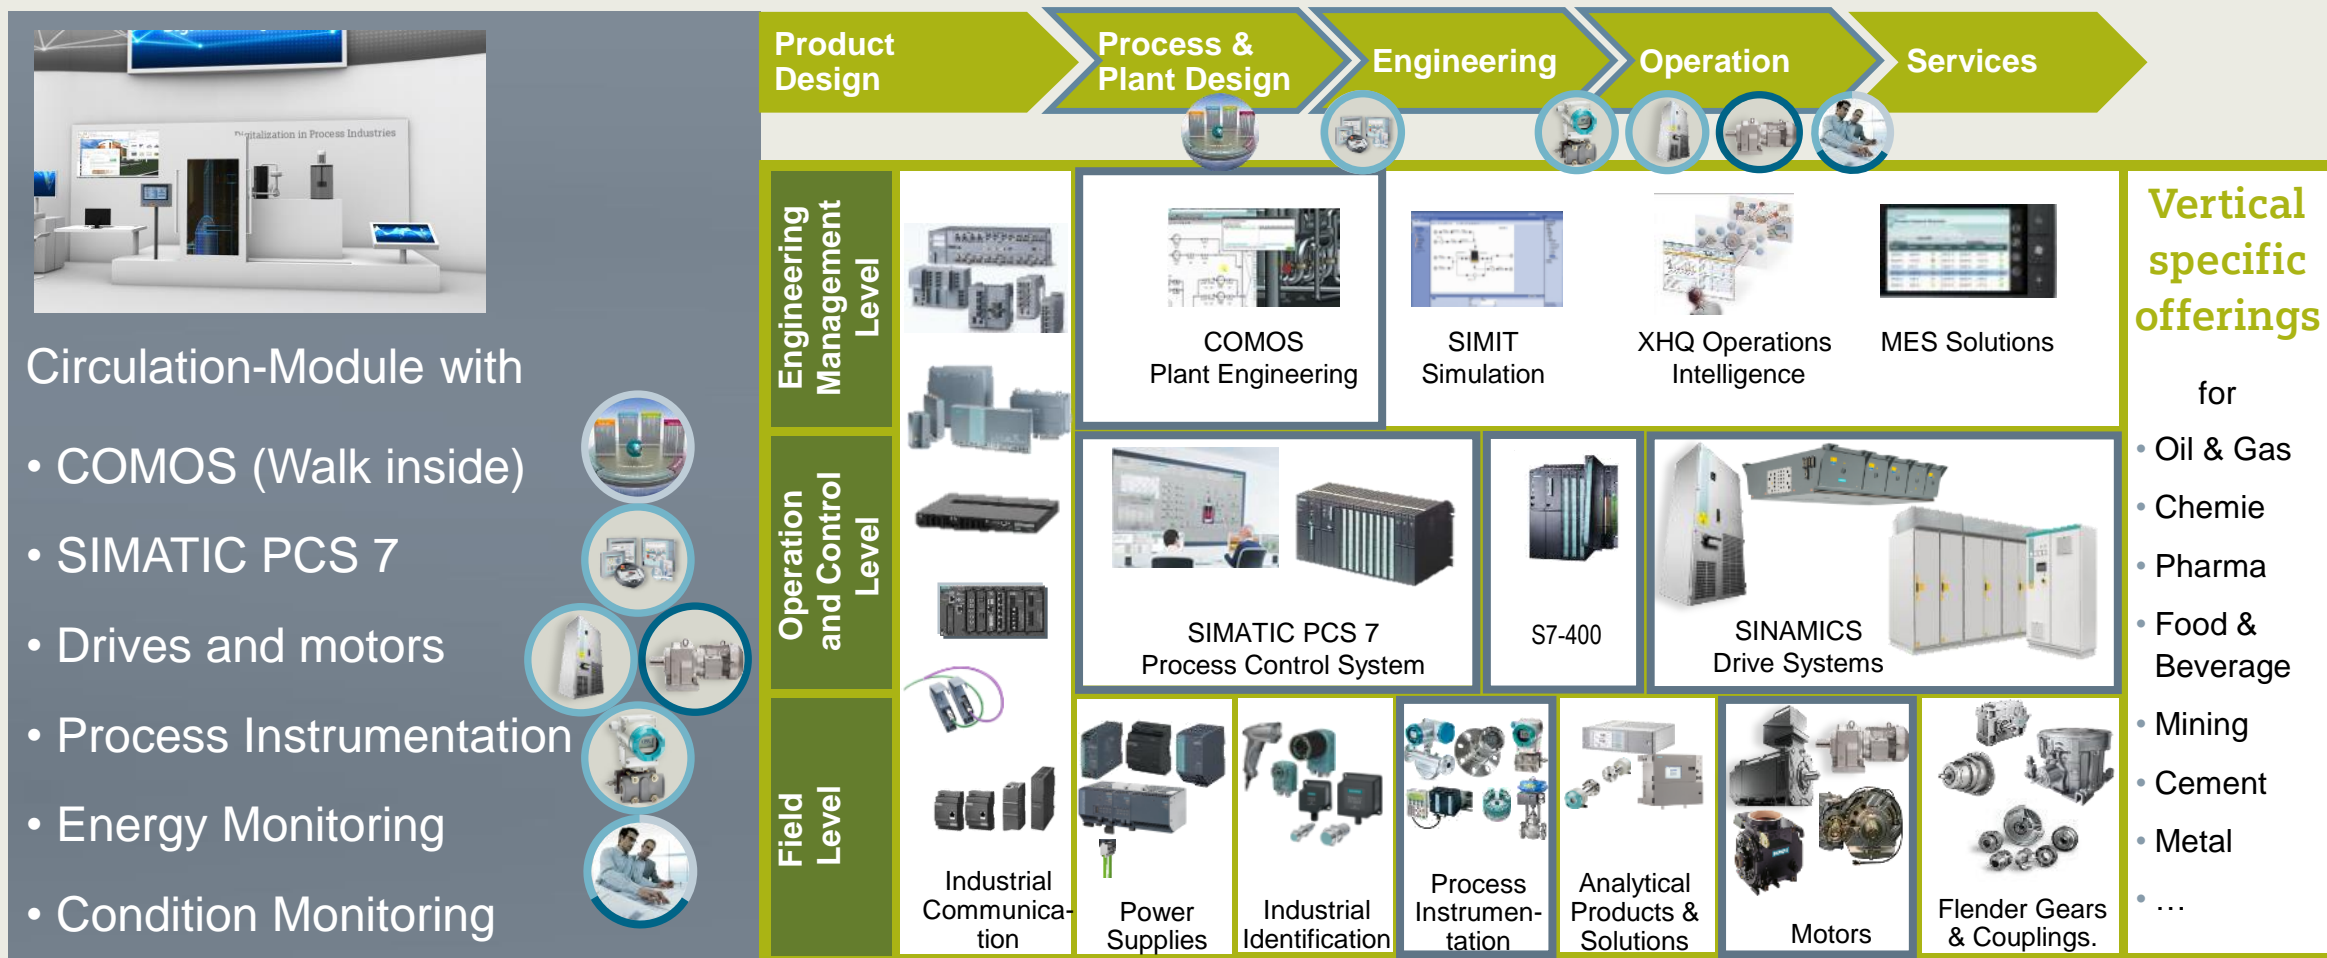 Digitalization in Process Industries
Circulation-Module with
• COMOS (Walk inside)
• SIMATIC PCS 7
• Drives and motors
• Process Instrumentation
• Energy Monitoring
• Condition Monitoring
Product
Design
Process &
Plant Design
Engineering
Operation
Services
Engineering
Management
Level
COMOS
Plant Engineering
SIMIT
Simulation
XHQ Operations
Intelligence
MES Solutions
Operation
and Control
Level
SIMATIC PCS 7
Process Control System
S7-400
SINAMICS
Drive Systems
Field
Level
Industrial
Communica-
tion
Power
Supplies
Industrial
Identification
Process
Instrumen-
tation
Analytical
Products &
Solutions
Motors
Flender Gears
& Couplings.
Vertical
specific
offerings
for
• Oil & Gas
• Chemie
• Pharma
• Food &
Beverage
• Mining
• Cement
• Metal
• …